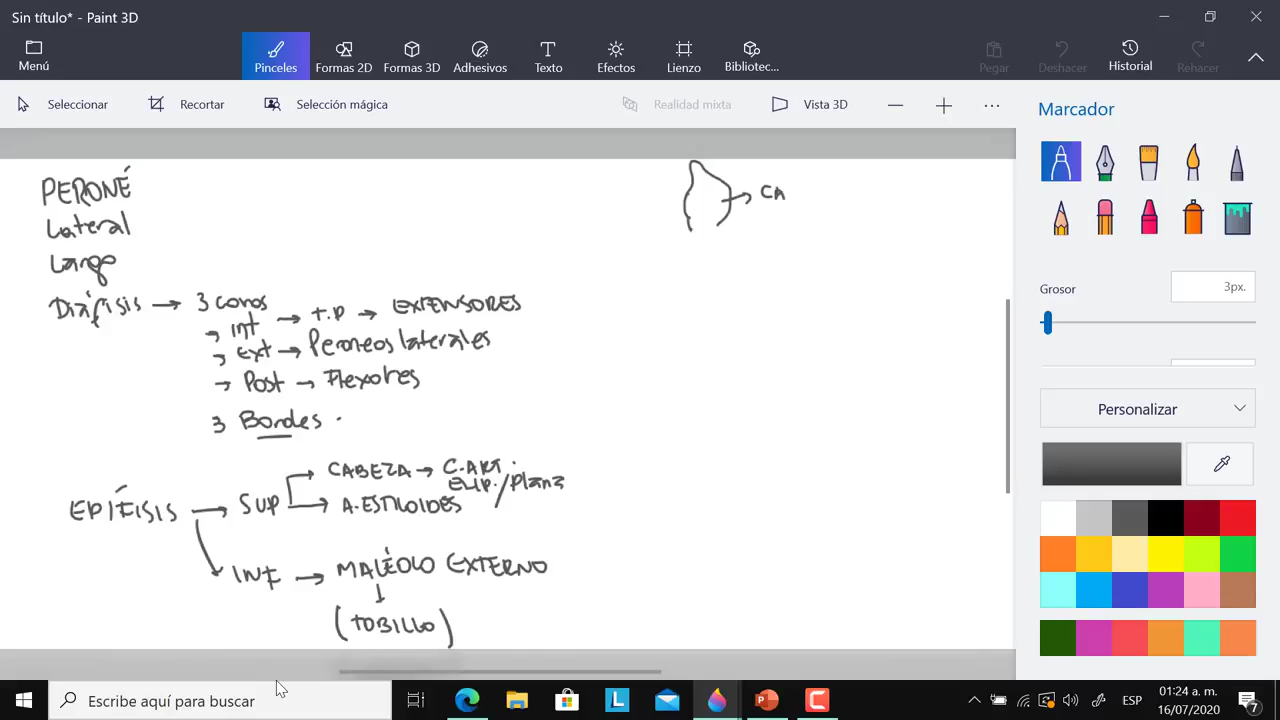 Sin título* - Paint 3D
Menú
Pinceles
Formas 2D
Formas 3D
Adhesivos
Texto
Efectos
Lienzo
Bibliotec...
Pegar
Deshacer
Historial
Rehacer
Seleccionar
Recortar
Selección mágica
Realidad mixta
Vista 3D
Marcador
Grosor
3px.
Personalizar
PERONÉ
Lateral
Largo
Diáfisis → 3 caras
→ Int → T.P → EXTENSORES
→ Ext → Peroneos laterales
→ Post → Flexores
3 Bordes
EPÍFISIS → SUP → CABEZA → C.ART.
ELIP./Plana
→ A.ESTILOIDES
→ INF → MALÉOLO EXTERNO
(TOBILLO)
→ CA
Escribe aquí para buscar
ESP
01:24 a. m.
16/07/2020
7